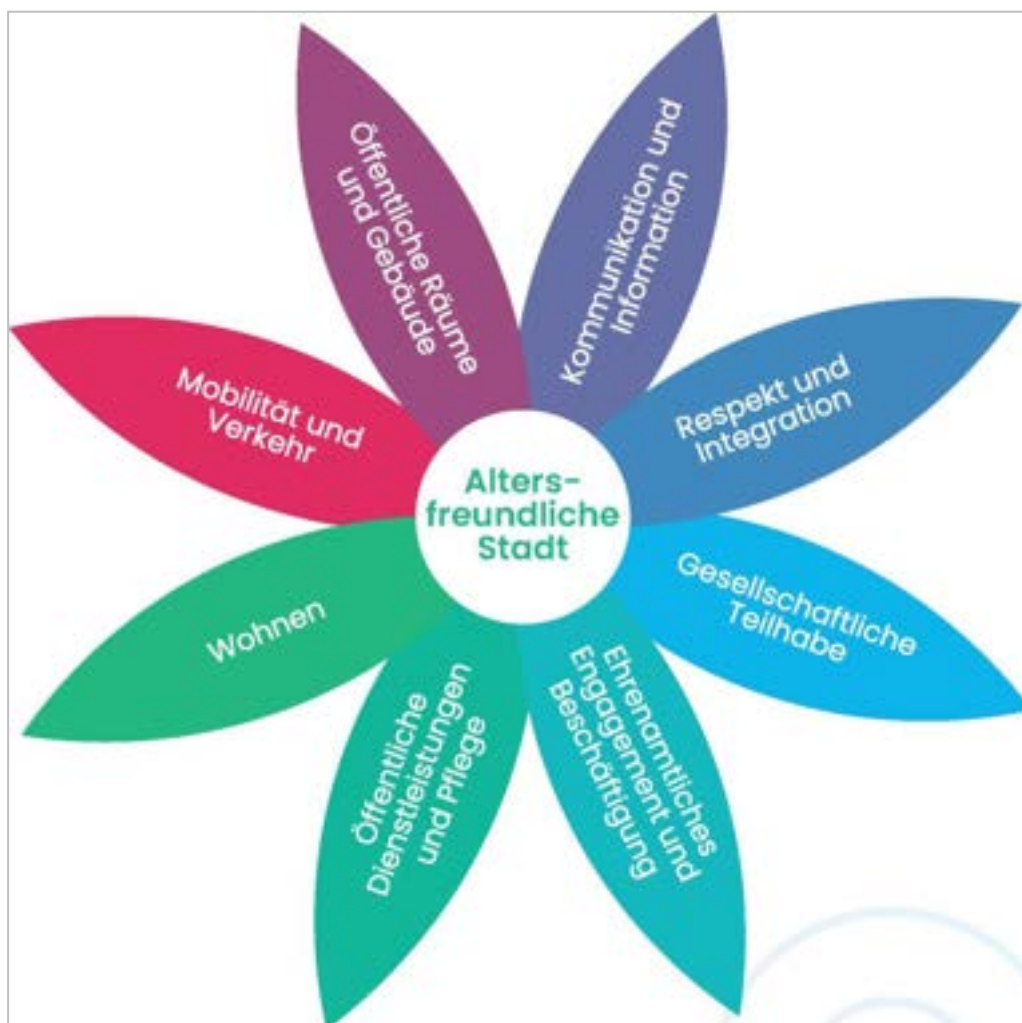 Öffentliche Räume
und Gebäude
Kommunikation und
Information
Mobilität und
Verkehr
Respekt und
Integration
Alters-
freundliche
Stadt
Wohnen
Gesellschaftliche
Teilhabe
Öffentliche
Dienstleistungen
und Pflege
Ehrenamtliches
Engagement und
Beschäftigung